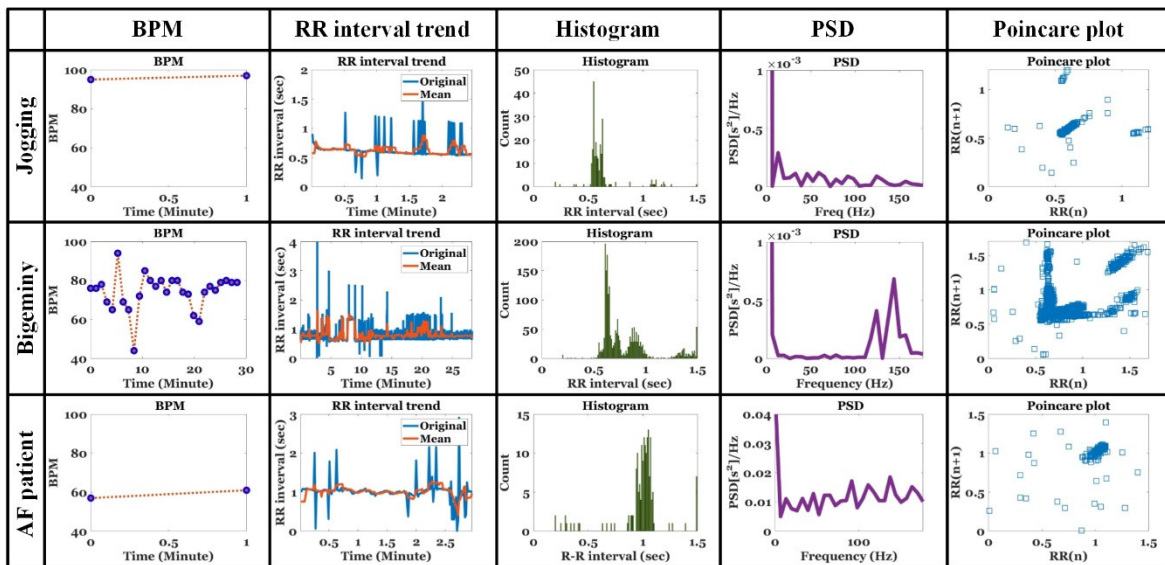 BPM RR interval trend Histogram PSD Poincare plot
Jogging
BPM
BPM
100
80
60
40
0 0.5 1
Time (Minute)
RR interval trend
Original
Mean
RR inverval (sec)
2
1.5
1
0.5
0
0.5 1 1.5 2
Time (Minute)
Histogram
Count
50
40
30
20
10
0
0 0.5 1 1.5
RR interval (sec)
PSD
×10⁻³
PSD[s²]/Hz
1
0.5
0
50 100 150
Freq (Hz)
Poincare plot
RR(n+1)
1
0.5
0
0 0.5 1
RR(n)
Bigeminy
BPM
BPM
100
80
60
40
0 10 20 30
Time (Minute)
RR interval trend
Original
Mean
RR inverval (sec)
4
3
2
1
0
5 10 15 20 25
Time (Minute)
Histogram
Count
200
150
100
50
0
0 0.5 1 1.5
RR interval (sec)
PSD
×10⁻³
PSD[s²]/Hz
1
0.5
0
50 100 150
Frequency (Hz)
Poincare plot
RR(n+1)
1.5
1
0.5
0
0 0.5 1 1.5
RR(n)
AF patient
BPM
BPM
100
80
60
40
0 0.5 1
Time (Minute)
RR interval trend
Original
Mean
RR inverval (sec)
3
2
1
0
0.5 1 1.5 2 2.5
Time (Minute)
Histogram
Count
15
10
5
0
0 0.5 1 1.5
R-R interval (sec)
PSD
PSD[s²]/Hz
0.04
0.03
0.02
0.01
0
0 100
Frequency (Hz)
Poincare plot
RR(n+1)
1.5
1
0.5
0
0 0.5 1 1.5
RR(n)